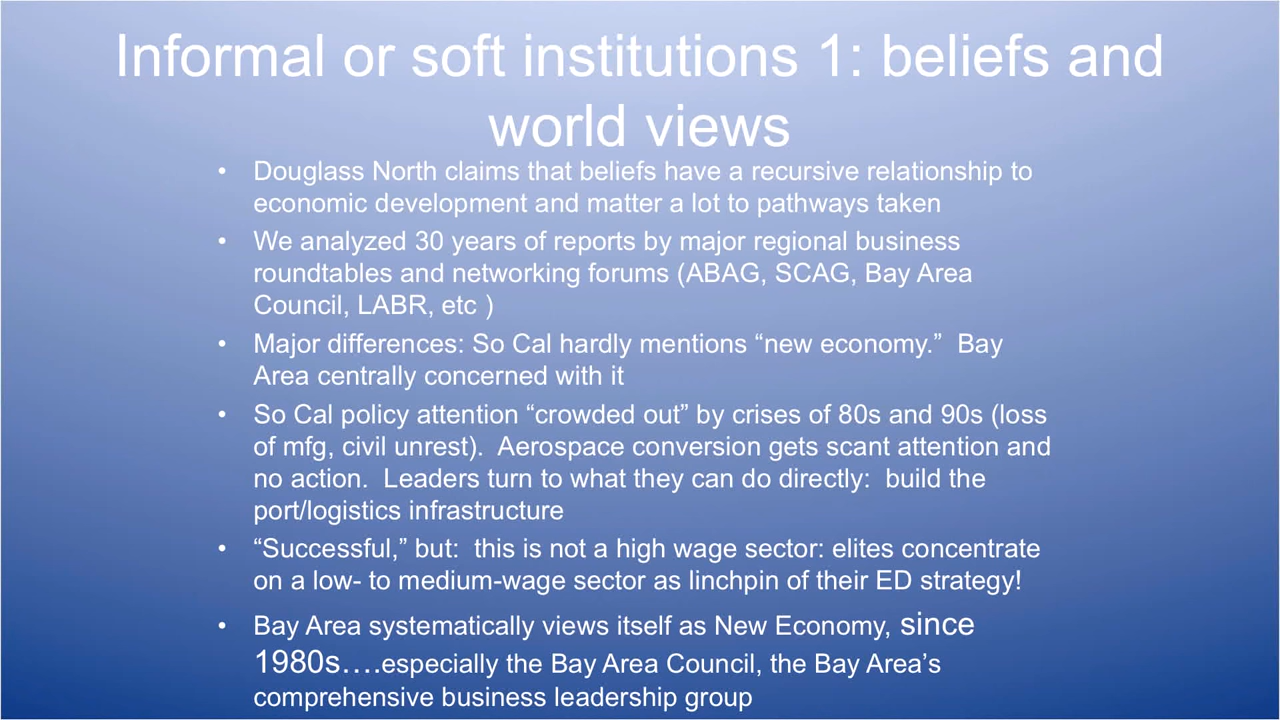 Informal or soft institutions 1: beliefs and
world views
• Douglass North claims that beliefs have a recursive relationship to
economic development and matter a lot to pathways taken
• We analyzed 30 years of reports by major regional business
roundtables and networking forums (ABAG, SCAG, Bay Area
Council, LABR, etc )
• Major differences: So Cal hardly mentions “new economy.”  Bay
Area centrally concerned with it
• So Cal policy attention “crowded out” by crises of 80s and 90s (loss
of mfg, civil unrest).  Aerospace conversion gets scant attention and
no action.  Leaders turn to what they can do directly:  build the
port/logistics infrastructure
• “Successful,” but:  this is not a high wage sector: elites concentrate
on a low- to medium-wage sector as linchpin of their ED strategy!
• Bay Area systematically views itself as New Economy, since
1980s….especially the Bay Area Council, the Bay Area’s
comprehensive business leadership group